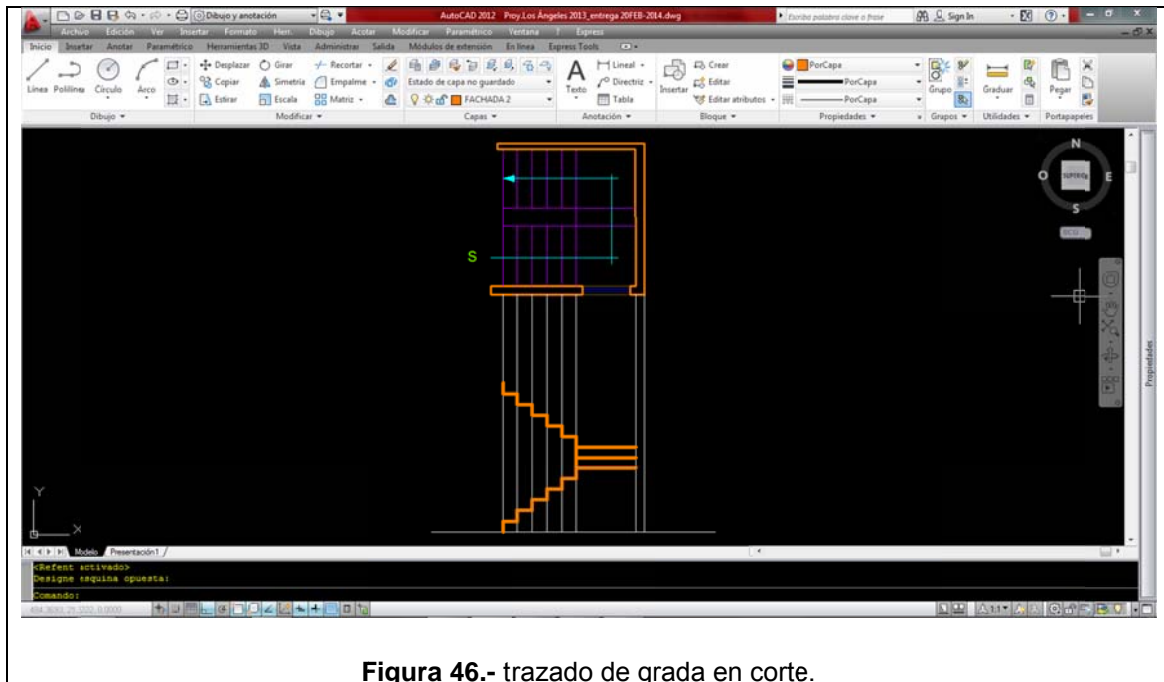 Dibujo y anotación
AutoCAD 2012 Proy.Los Ángeles 2013_entrega 20FEB-2014.dwg
Escriba palabra clave o frase
Sign In
Archivo Edición Ver Insertar Formato Herr. Dibujo Acotar Modificar Paramétrico Ventana ? Express
Inicio Insertar Anotar Paramétrico Herramientas 3D Vista Administrar Salida Módulos de extensión En línea Express Tools
Línea Polilínea Círculo Arco
Desplazar Girar Recortar
Copiar Simetría Empalme
Estirar Escala Matriz
Estado de capa no guardado
FACHADA 2
Texto
Lineal
Directriz
Tabla
Insertar
Crear
Editar
Editar atributos
PorCapa
PorCapa
PorCapa
Grupo
Graduar
Pegar
Dibujo Modificar Capas Anotación Bloque Propiedades Grupos Utilidades Portapapeles
N
O SUPERIOR E
S
S
Propiedades
Y
X
Modelo Presentación1
<Refent activado>
Designe esquina opuesta:
Comando:
1:1
Figura 46.- trazado de grada en corte.